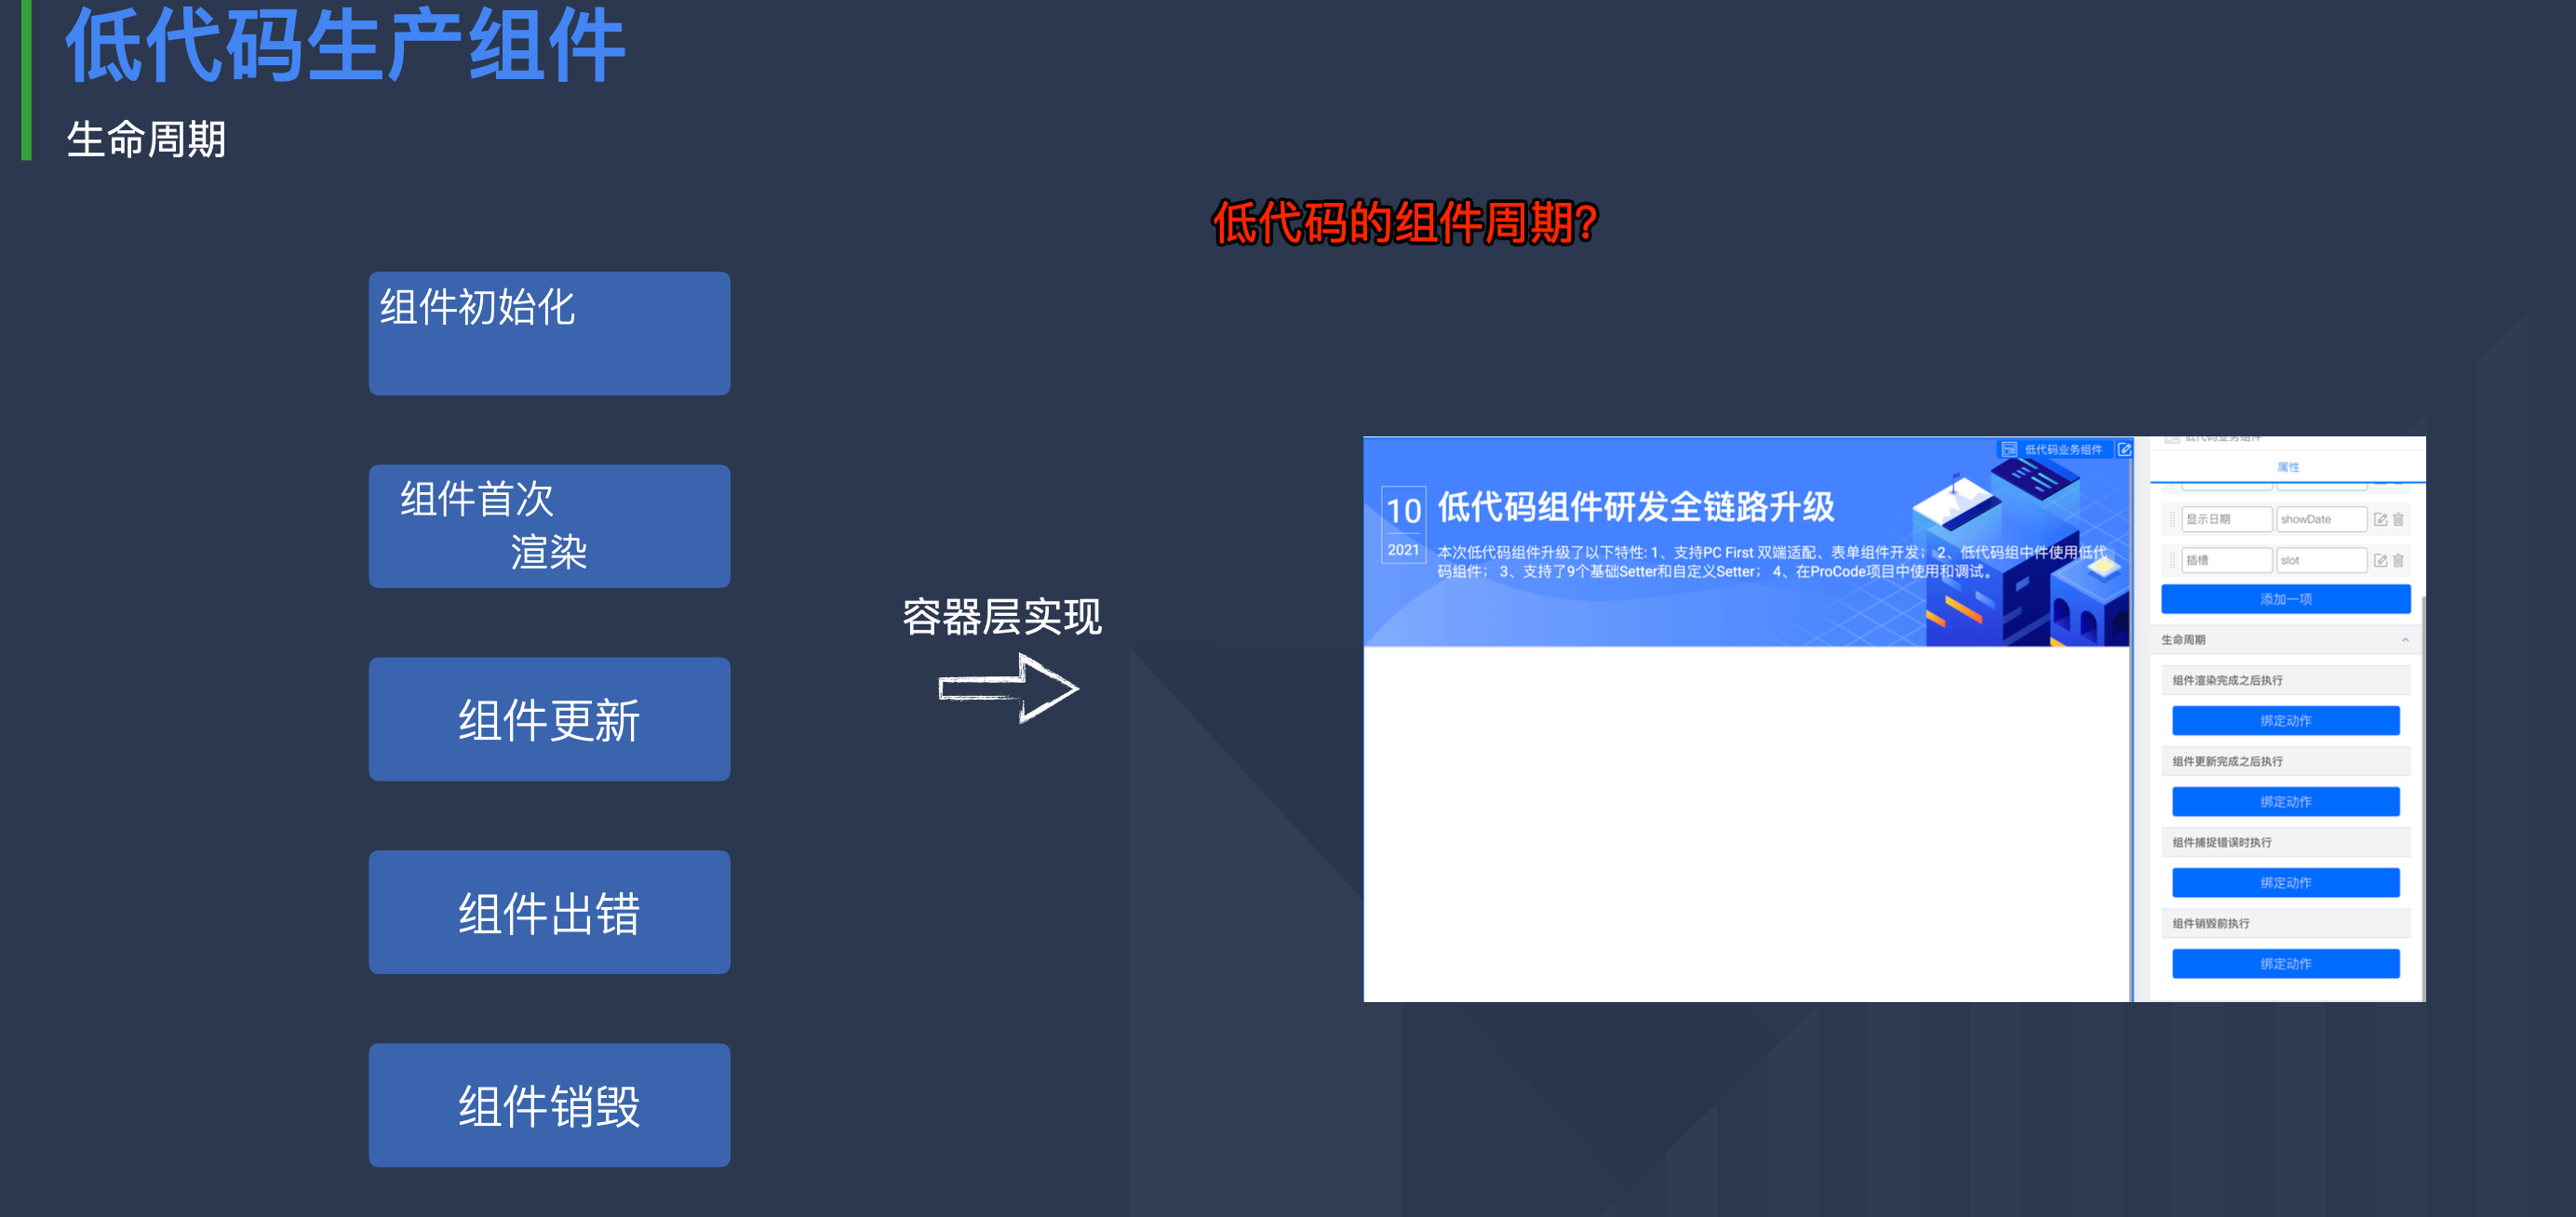 低代码生产组件
生命周期
低代码的组件周期?
组件初始化
组件首次
渲染
组件更新
组件出错
组件销毁
容器层实现
低代码业务组件
10
2021
低代码组件研发全链路升级
本次低代码组件升级了以下特性: 1、支持PC First 双端适配、表单组件开发; 2、低代码组中件使用低代
码组件; 3、支持了9个基础Setter和自定义Setter; 4、在ProCode项目中使用和调试。
低代码业务组件
属性
显示日期 showDate
插槽 slot
添加一项
生命周期
组件渲染完成之后执行
绑定动作
组件更新完成之后执行
绑定动作
组件捕捉错误时执行
绑定动作
组件销毁前执行
绑定动作